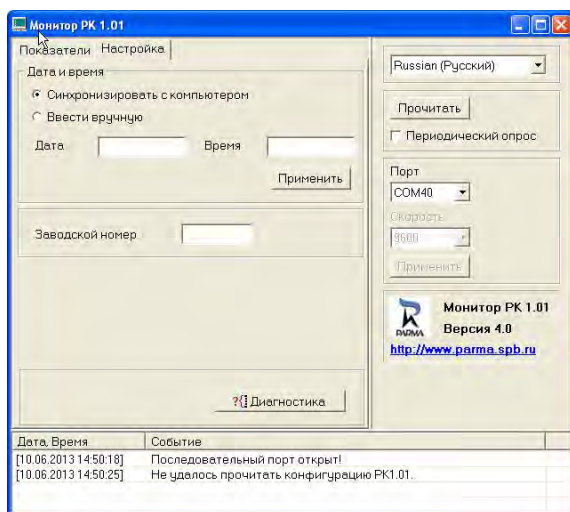 Монитор РК 1.01
Показатели Настройка
Дата и время
Синхронизировать с компьютером
Ввести вручную
Дата Время
Применить
Заводской номер
?{} Диагностика
Russian (Русский)
Прочитать
Периодический опрос
Порт
COM40
Скорость
9600
Применить
PARMA
Монитор РК 1.01
Версия 4.0
http://www.parma.spb.ru
Дата, Время Событие
[10.06.2013 14:50:18] Последовательный порт открыт!
[10.06.2013 14:50:25] Не удалось прочитать конфигурацию РК1.01.